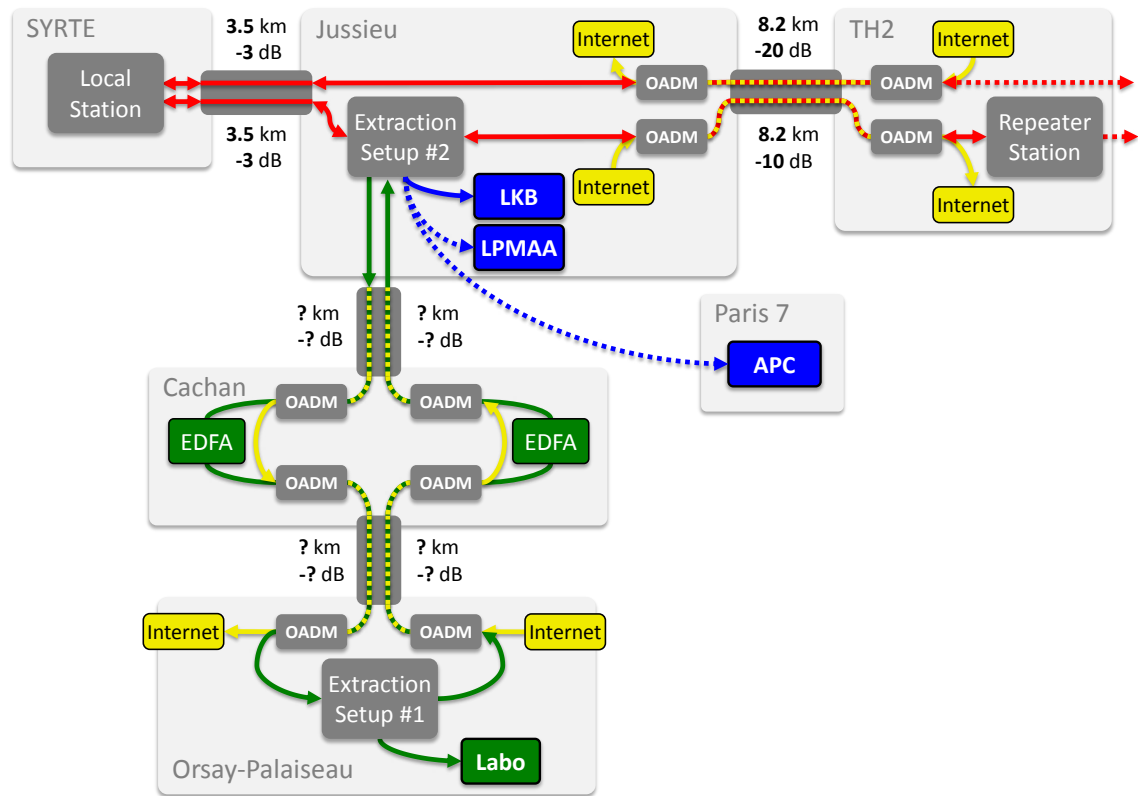 SYRTE
3.5 km
-3 dB
Jussieu
8.2 km
-20 dB
TH2
Internet
Internet
Local
Station
OADM
OADM
3.5 km
-3 dB
Extraction
Setup #2
OADM
8.2 km
-10 dB
OADM
Repeater
Station
Internet
Internet
LKB
LPMAA
? km
-? dB
? km
-? dB
Paris 7
APC
Cachan
OADM
OADM
EDFA
EDFA
OADM
OADM
? km
-? dB
? km
-? dB
Internet
OADM
OADM
Internet
Extraction
Setup #1
Labo
Orsay-Palaiseau